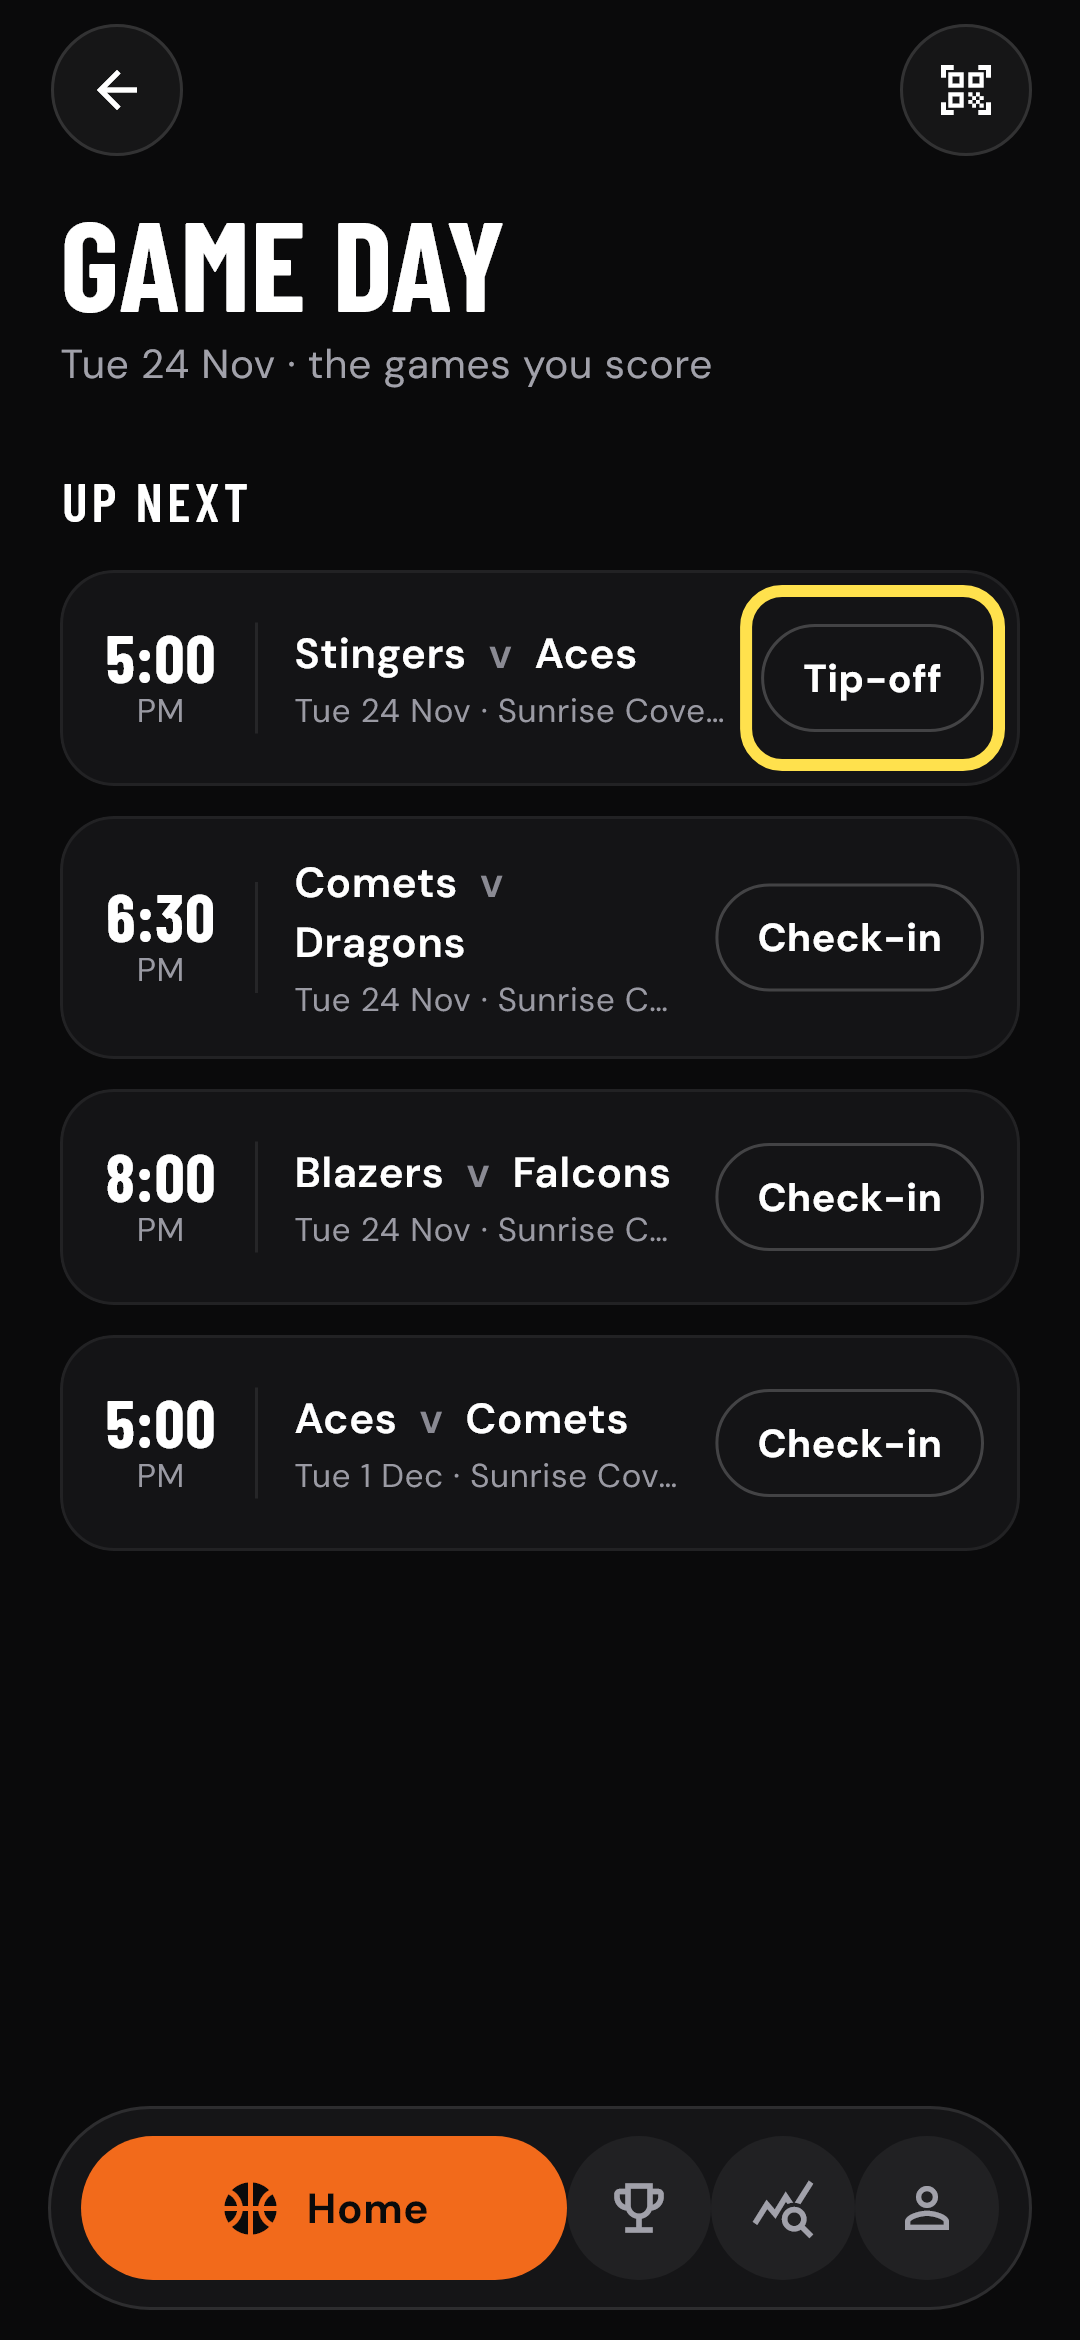 GAME DAY
Tue 24 Nov · the games you score
UP NEXT
5:00 PM
Stingers v Aces
Tue 24 Nov · Sunrise Cove...
Tip-off
6:30 PM
Comets v
Dragons
Tue 24 Nov · Sunrise C...
Check-in
8:00 PM
Blazers v Falcons
Tue 24 Nov · Sunrise C...
Check-in
5:00 PM
Aces v Comets
Tue 1 Dec · Sunrise Cov...
Check-in
Home